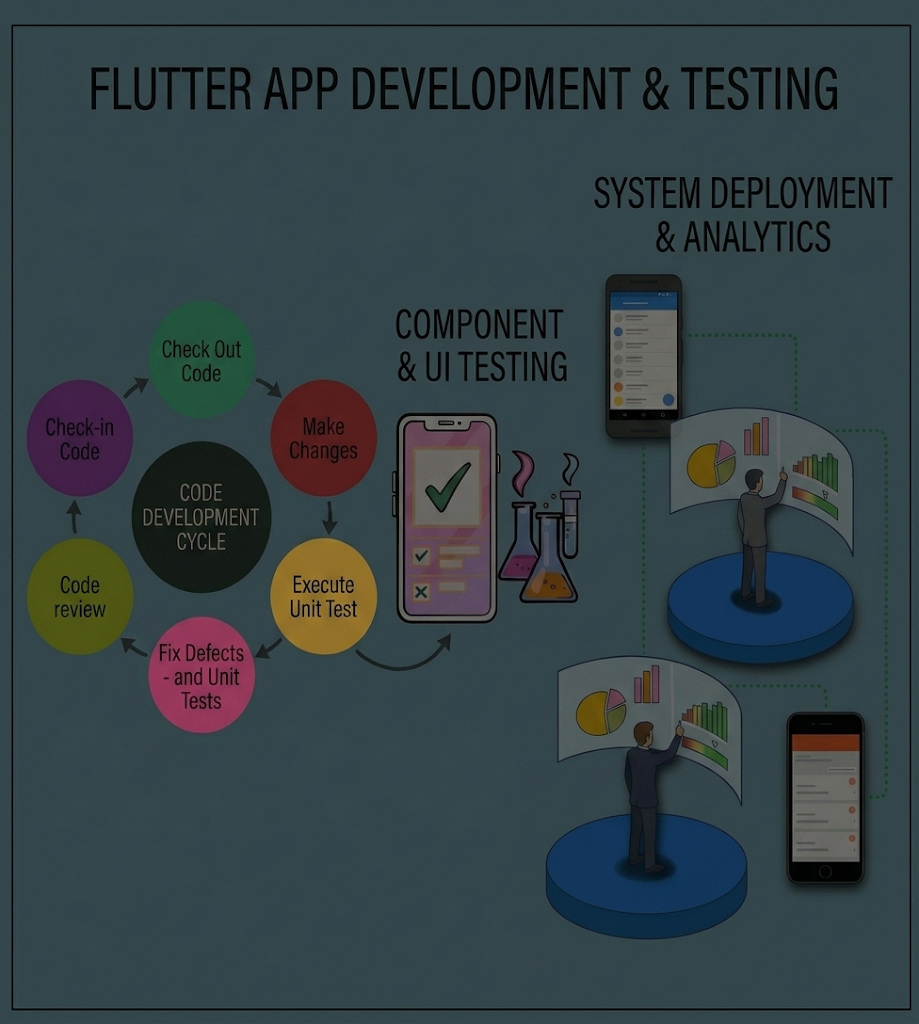 FLUTTER APP DEVELOPMENT & TESTING
SYSTEM DEPLOYMENT
& ANALYTICS
COMPONENT
& UI TESTING
Check Out
Code
Check-in
Code
Make
Changes
CODE
DEVELOPMENT
CYCLE
Code
review
Execute
Unit Test
Fix Defects
- and Unit
Tests